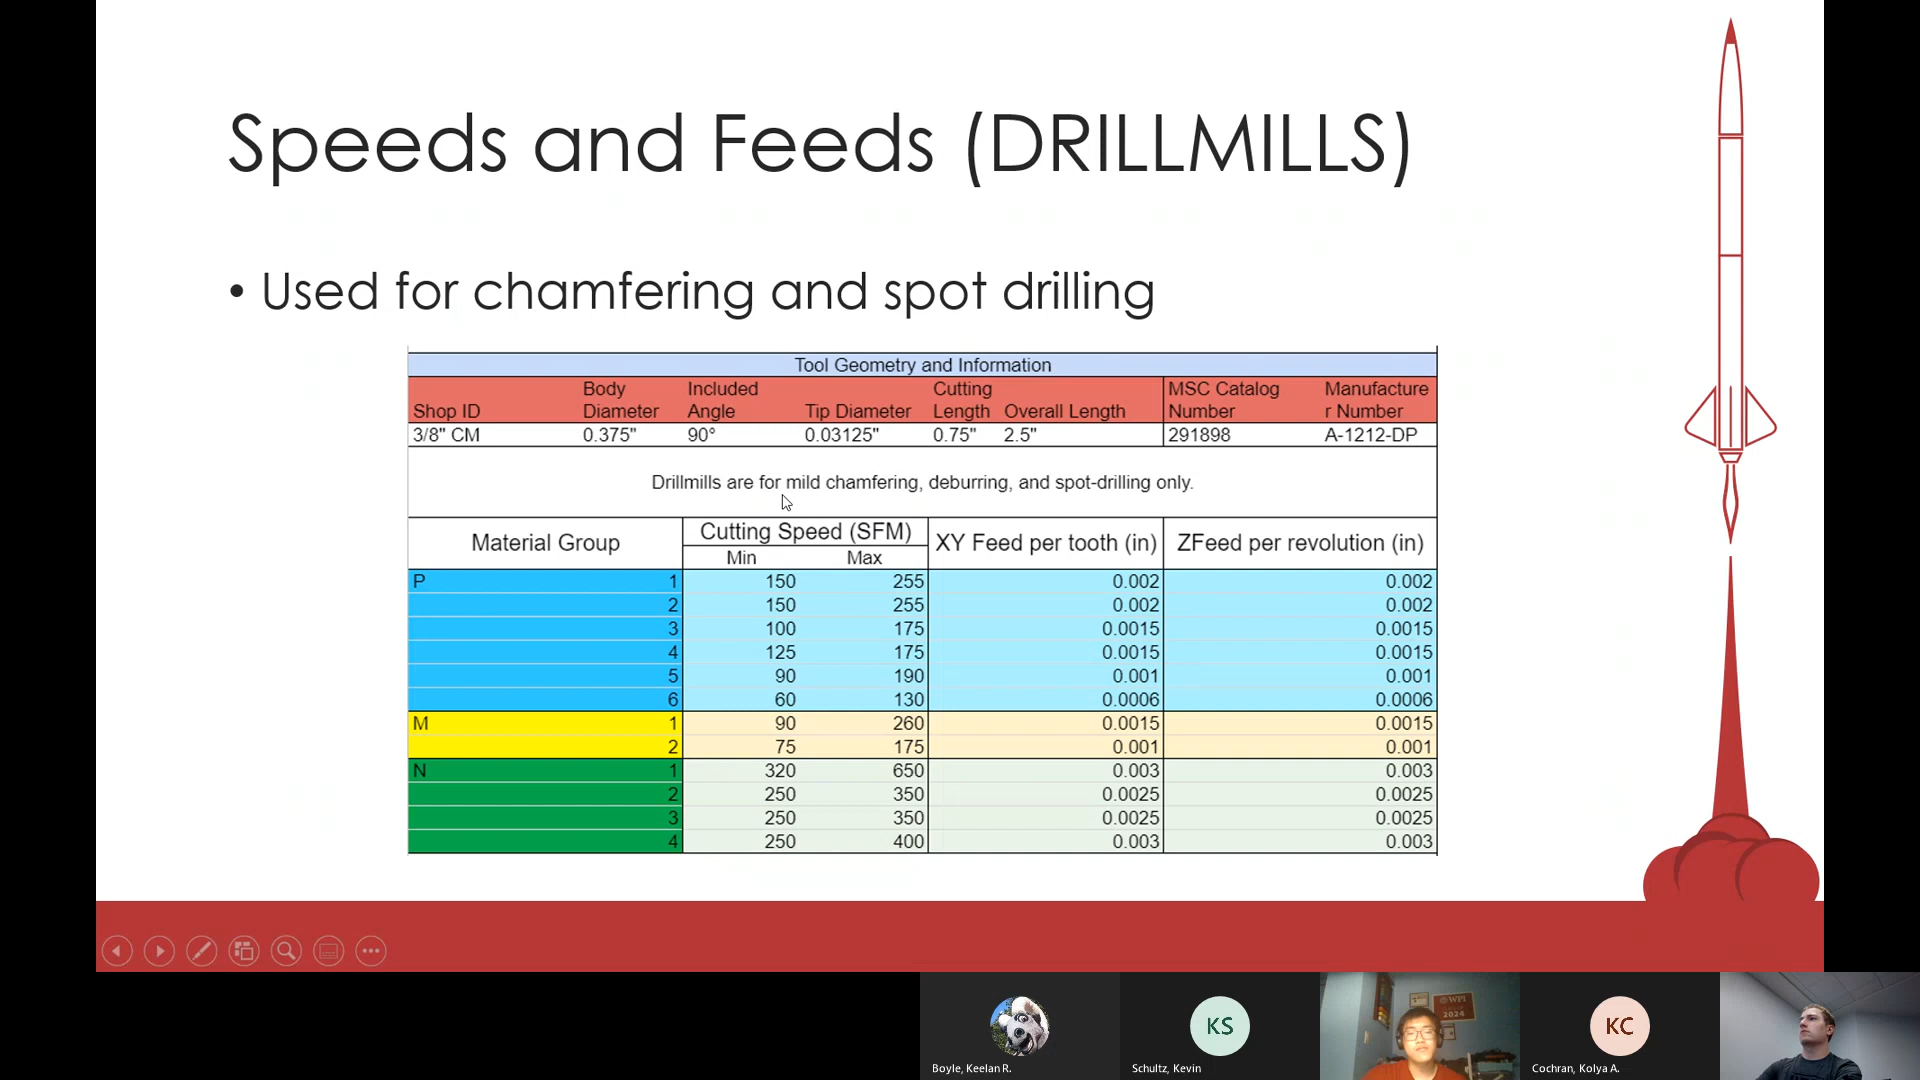 Speeds and Feeds (DRILLMILLS)
• Used for chamfering and spot drilling
Tool Geometry and Information
Shop ID Body Diameter Included Angle Tip Diameter Cutting Length Overall Length MSC Catalog Number Manufacture r Number
3/8" CM 0.375" 90° 0.03125" 0.75" 2.5" 291898 A-1212-DP
Drillmills are for mild chamfering, deburring, and spot-drilling only.
Material Group Cutting Speed (SFM) XY Feed per tooth (in) ZFeed per revolution (in)
Min Max
P 1 150 255 0.002 0.002
2 150 255 0.002 0.002
3 100 175 0.0015 0.0015
4 125 175 0.0015 0.0015
5 90 190 0.001 0.001
6 60 130 0.0006 0.0006
M 1 90 260 0.0015 0.0015
2 75 175 0.001 0.001
N 1 320 650 0.003 0.003
2 250 350 0.0025 0.0025
3 250 350 0.0025 0.0025
4 250 400 0.003 0.003
WPI
2024
KS
KC
Boyle, Keelan R.
Schultz, Kevin
Cochran, Kolya A.